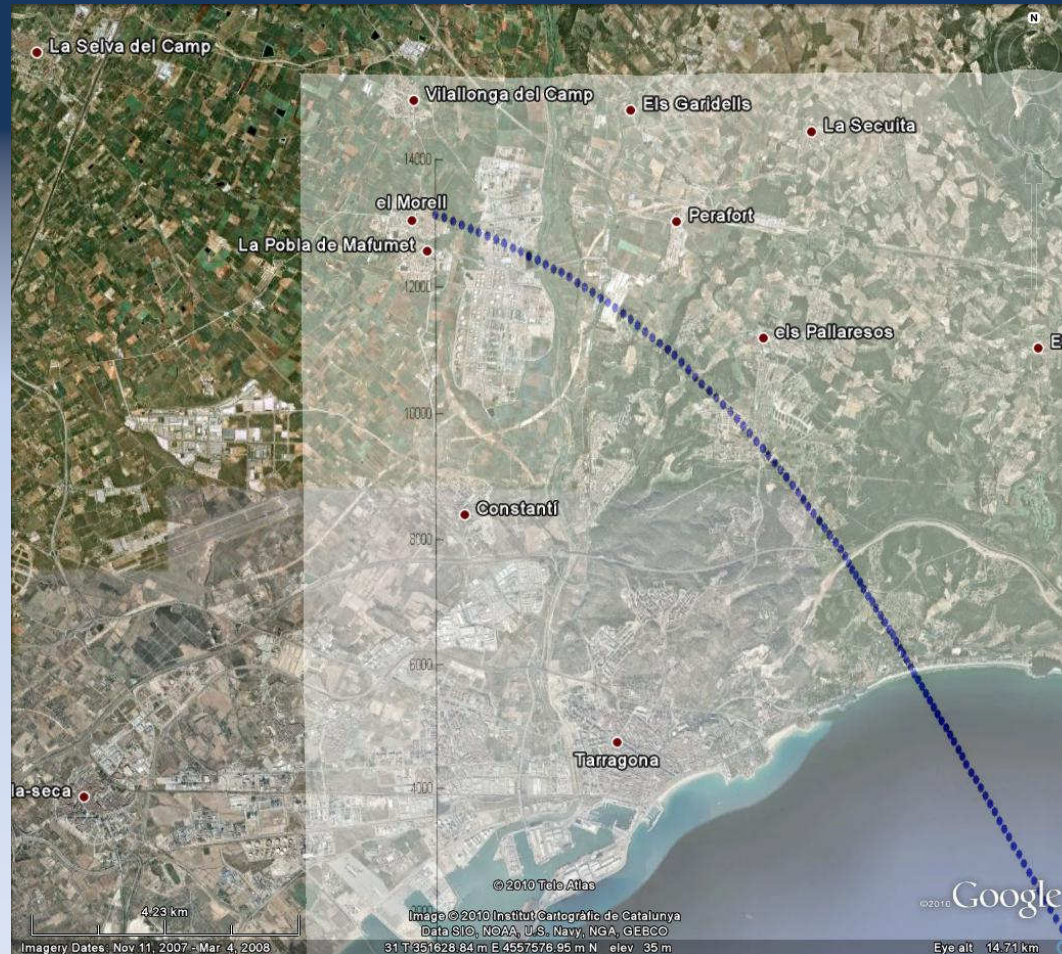 N
La Selva del Camp
Vilallonga del Camp
Els Garidells
La Secuita
14000
el Morell
Perafort
La Pobla de Mafumet
12000
els Pallaresos
E
10000
Constantí
8000
6000
Tarragona
la-seca
4000
© 2010 Tele Atlas
©2010 Google
4.23 km
Image © 2010 Institut Cartogràfic de Catalunya
Data SIO, NOAA, U.S. Navy, NGA, GEBCO
Imagery Dates: Nov 11, 2007 - Mar 4, 2008
31 T 351628.84 m E 4557576.95 m N elev 35 m
Eye alt 14.71 km